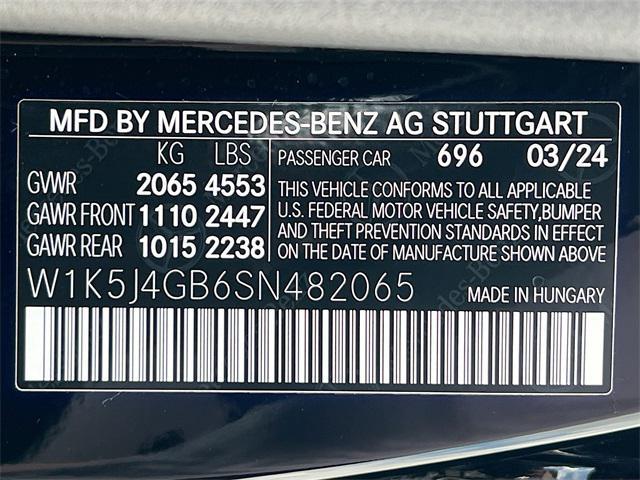 MFD BY MERCEDES-BENZ AG STUTTGART
KG LBS
GVWR 2065 4553
GAWR FRONT 1110 2447
GAWR REAR 1015 2238
PASSENGER CAR 696 03/24
THIS VEHICLE CONFORMS TO ALL APPLICABLE
U.S. FEDERAL MOTOR VEHICLE SAFETY,BUMPER
AND THEFT PREVENTION STANDARDS IN EFFECT
ON THE DATE OF MANUFACTURE SHOWN ABOVE
W1K5J4GB6SN482065
MADE IN HUNGARY